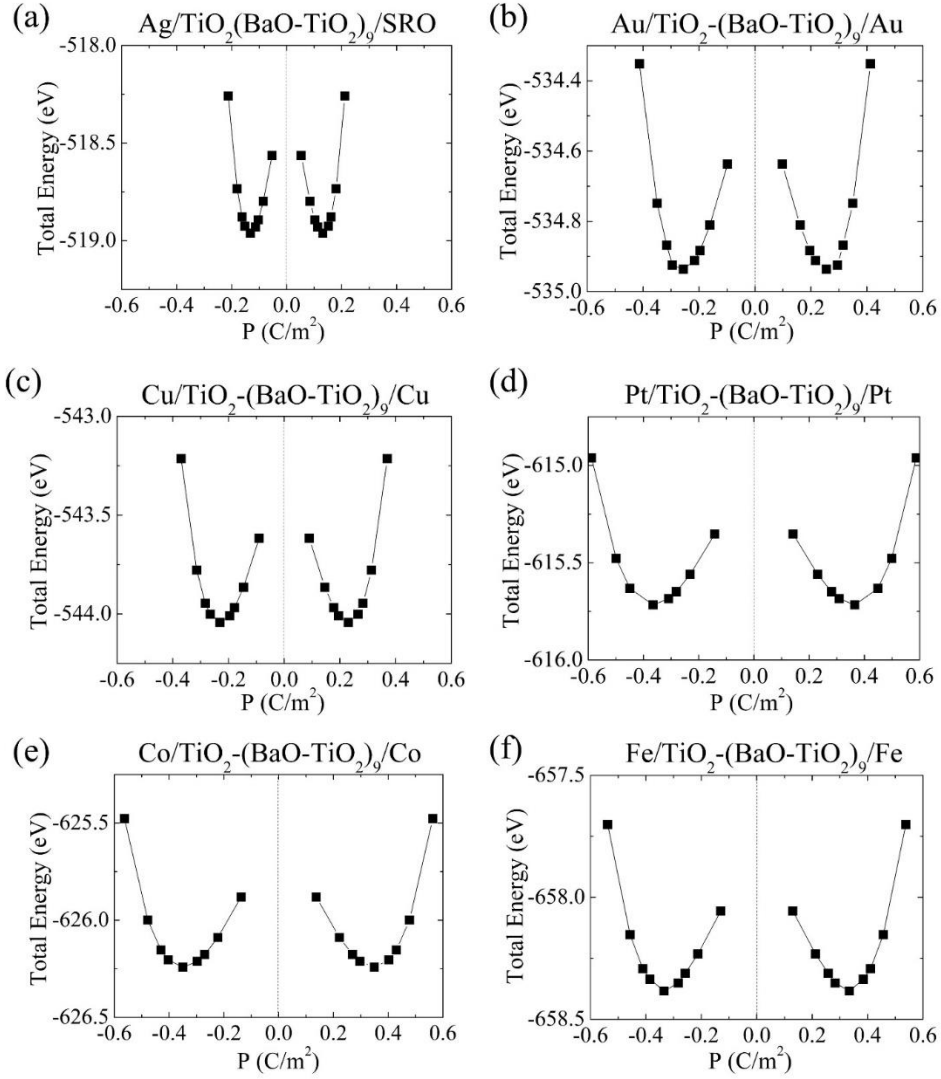 (a)
Ag/TiO₂(BaO-TiO₂)₉/SRO
Total Energy (eV)
-518.0
-518.5
-519.0
-0.6 -0.4 -0.2 0.0 0.2 0.4 0.6
P (C/m²)
(b)
Au/TiO₂-(BaO-TiO₂)₉/Au
Total Energy (eV)
-534.4
-534.6
-534.8
-535.0
-0.6 -0.4 -0.2 0.0 0.2 0.4 0.6
P (C/m²)
(c)
Cu/TiO₂-(BaO-TiO₂)₉/Cu
Total Energy (eV)
-543.0
-543.5
-544.0
-0.6 -0.4 -0.2 0.0 0.2 0.4 0.6
P (C/m²)
(d)
Pt/TiO₂-(BaO-TiO₂)₉/Pt
Total Energy (eV)
-615.0
-615.5
-616.0
-0.6 -0.4 -0.2 0.0 0.2 0.4 0.6
P (C/m²)
(e)
Co/TiO₂-(BaO-TiO₂)₉/Co
Total Energy (eV)
-625.5
-626.0
-626.5
-0.6 -0.4 -0.2 0.0 0.2 0.4 0.6
P (C/m²)
(f)
Fe/TiO₂-(BaO-TiO₂)₉/Fe
Total Energy (eV)
-657.5
-658.0
-658.5
-0.6 -0.4 -0.2 0.0 0.2 0.4 0.6
P (C/m²)